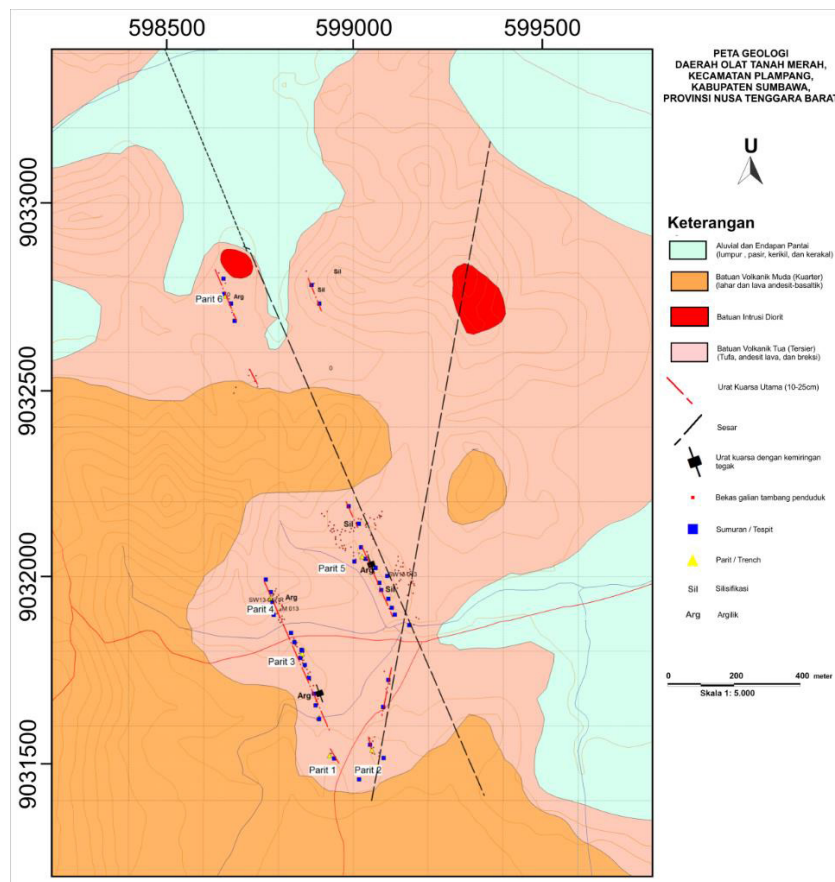 5985000
5990000
5995000
9033000
9032500
9032000
9031500
Sil
Sil
Parit 6
Arg
Sil
Parit 5
Arg
Sil
Arg
Parit 4
Parit 3
Arg
Parit 1
Parit 2
PETA GEOLOGI
DAERAH OLAT TANAH MERAH,
KECAMATAN PLAMPANG,
KABUPATEN SUMBAWA,
PROVINSI NUSA TENGGARA BARAT
U
Keterangan
Aluvial dan Endapan Pantai
(lumpur , pasir, kerikil, dan kerakal)
Batuan Volkanik Muda (Kuarter)
(lahar dan lava andesit-basaltik)
Batuan Intrusi Diorit
Batuan Volkanik Tua (Tersier)
(Tufa, andesit lava, dan breksi)
Urat Kuarsa Utama (10-25cm)
Sesar
Urat kuarsa dengan kemiringan
tegak
Bekas galian tambang penduduk
Sumuran / Tespit
Parit / Trench
Sil Silisifikasi
Arg Argilik
0 200 400 meter
Skala 1: 5.000